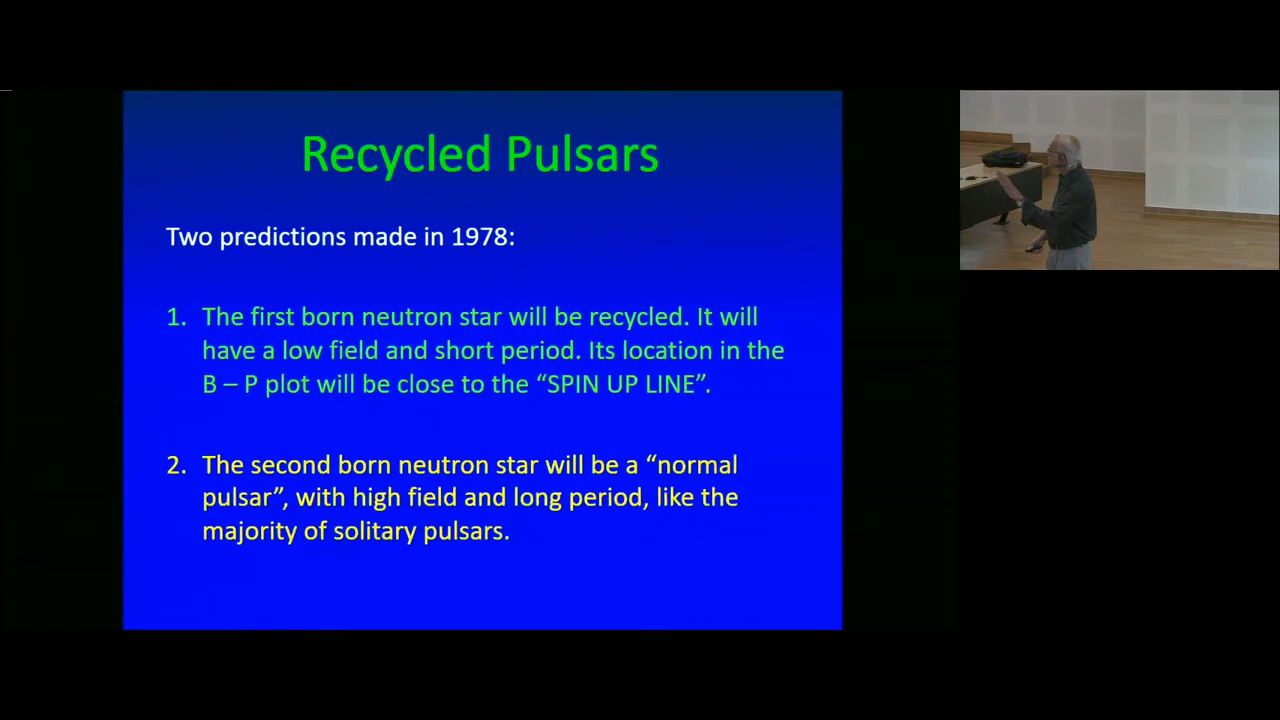 Recycled Pulsars
Two predictions made in 1978:
1. The first born neutron star will be recycled. It will
have a low field and short period. Its location in the
B – P plot will be close to the “SPIN UP LINE”.
2. The second born neutron star will be a “normal
pulsar”, with high field and long period, like the
majority of solitary pulsars.